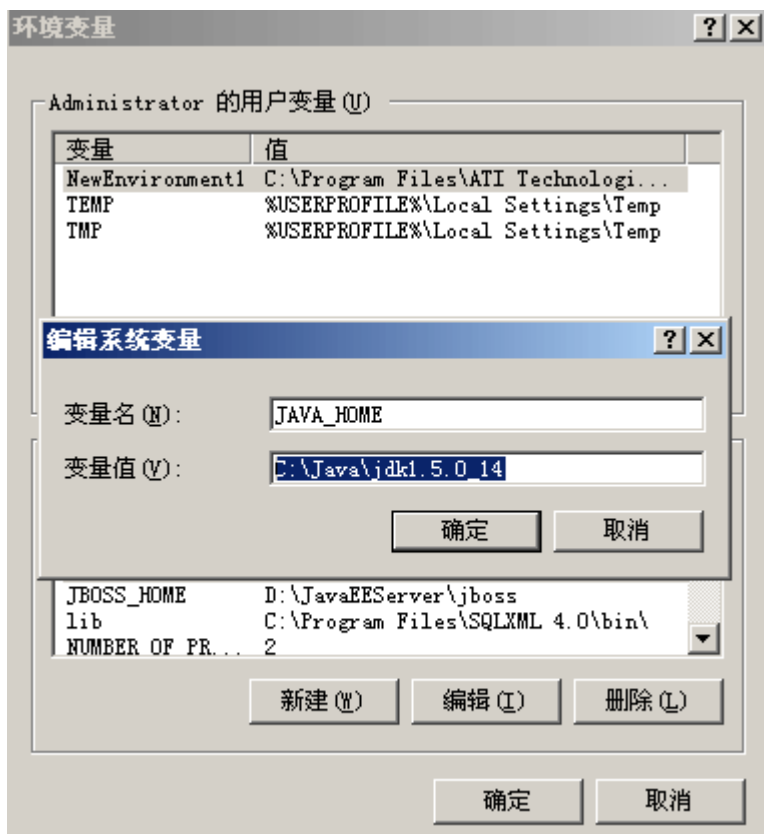 环境变量
Administrator 的用户变量(U)
变量 值
NewEnvironment1 C:\Program Files\ATI Technologi...
TEMP %USERPROFILE%\Local Settings\Temp
TMP %USERPROFILE%\Local Settings\Temp
编辑系统变量
变量名(N): JAVA_HOME
变量值(V): C:\Java\jdk1.5.0_14
确定 取消
JBOSS_HOME D:\JavaEEServer\jboss
lib C:\Program Files\SQLXML 4.0\bin\
NUMBER_OF_PR... 2
新建(W) 编辑(I) 删除(L)
确定 取消